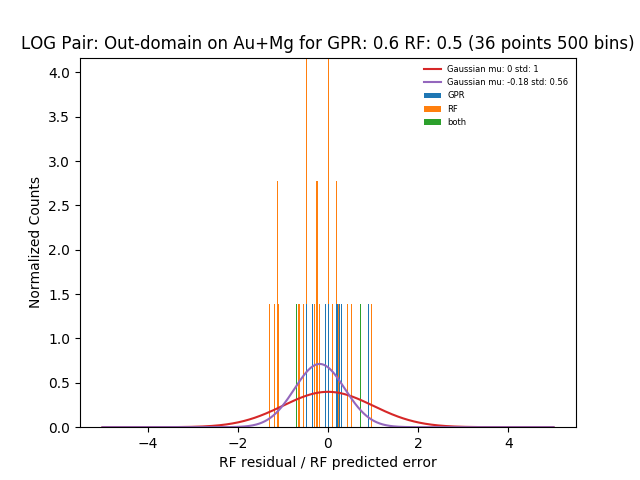 LOG Pair: Out-domain on Au+Mg for GPR: 0.6 RF: 0.5 (36 points 500 bins)
Gaussian mu: 0 std: 1
Gaussian mu: -0.18 std: 0.56
GPR
RF
both
Normalized Counts
4.0
3.5
3.0
2.5
2.0
1.5
1.0
0.5
0.0
−4 −2 0 2 4
RF residual / RF predicted error